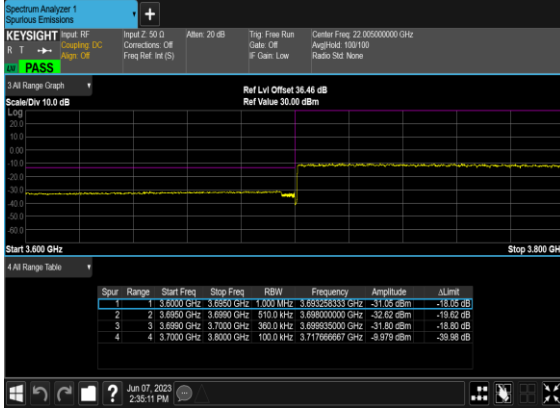 Spectrum Analyzer 1
Spurious Emissions
+
KEYSIGHT Input: RF Input Z: 50 Ω Atten: 20 dB Trig: Free Run Center Freq: 22.005000000 GHz
R T Coupling: DC Corrections: Off Gate: Off Avg|Hold: 100/100
Align: Off Freq Ref: Int (S) IF Gain: Low Radio Std: None
PASS
3.All Range Graph
Ref Lvl Offset 36.46 dB
Scale/Div 10.0 dB Ref Value 30.00 dBm
Log
20.0
10.0
0.00
-10.0
-20.0
-30.0
-40.0
-50.0
-60.0
Start 3.600 GHz Stop 3.800 GH
4.All Range Table
Spur Range Start Freq Stop Freq RBW Frequency Amplitude ΔLimit
1 1 3.6000 GHz 3.6950 GHz 1.000 MHz 3.693258333 GHz -31.05 dBm -18.05 dB
2 2 3.6950 GHz 3.6990 GHz 510.0 kHz 3.698000000 GHz -32.62 dBm -19.62 dB
3 3 3.6990 GHz 3.7000 GHz 360.0 kHz 3.699935000 GHz -31.80 dBm -18.80 dB
4 4 3.7000 GHz 3.8000 GHz 100.0 kHz 3.717666667 GHz -9.979 dBm -39.98 dB
? Jun 07, 2023
2:35:11 PM